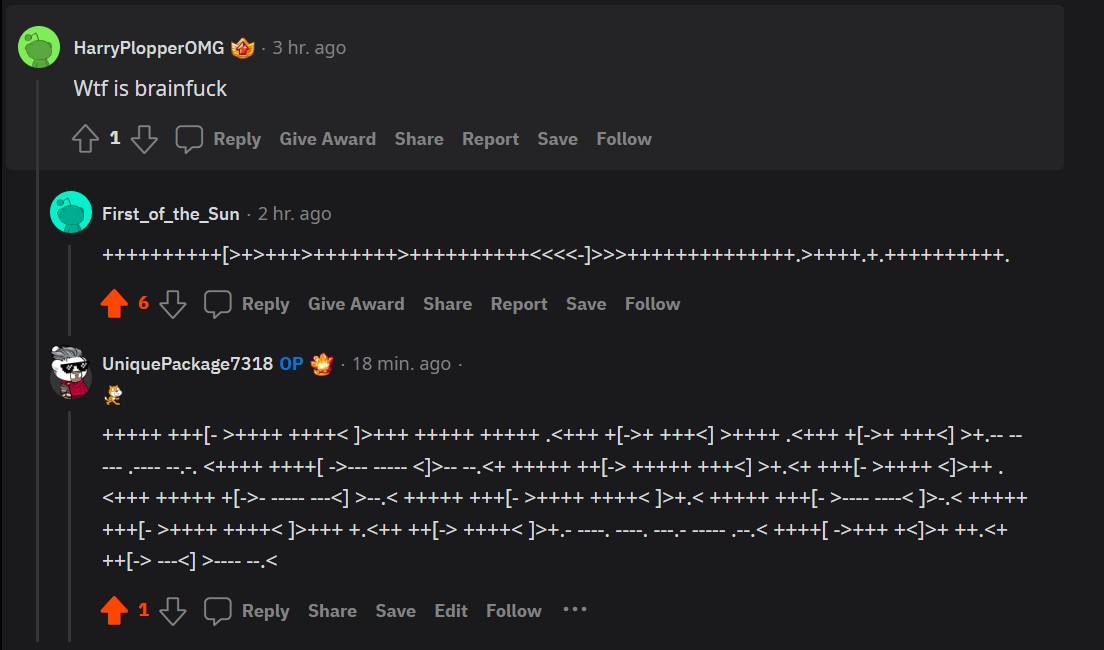 HarryPlopperOMG · 3 hr. ago
Wtf is brainfuck
1 Reply Give Award Share Report Save Follow
First_of_the_Sun · 2 hr. ago
++++++++++[>+>+++>+++++++>++++++++++<<<<-]>>>++++++++++++++.>++++.+.++++++++++.
6 Reply Give Award Share Report Save Follow
UniquePackage7318 OP · 18 min. ago ·
+++++ +++[- >++++ ++++< ]>+++ +++++ +++++ .<+++ +[->+ +++<] >++++ .<+++ +[->+ +++<] >+.-- --
--- .---- --.-. <++++ ++++[ ->--- ----- <]>-- --.<+ +++++ ++[-> +++++ +++<] >+.<+ +++[- >++++ <]>++ .
<+++ +++++ +[->- ----- ---<] >--.< +++++ +++[- >++++ ++++< ]>+.< +++++ +++[- >---- ----< ]>-.< +++++
+++[- >++++ ++++< ]>+++ +.<++ ++[-> ++++< ]>+.- ----. ----. ---.- ----- .--.< ++++[ ->+++ +<]>+ ++.<+
++[-> ---<] >---- --.<
1 Reply Share Save Edit Follow •••